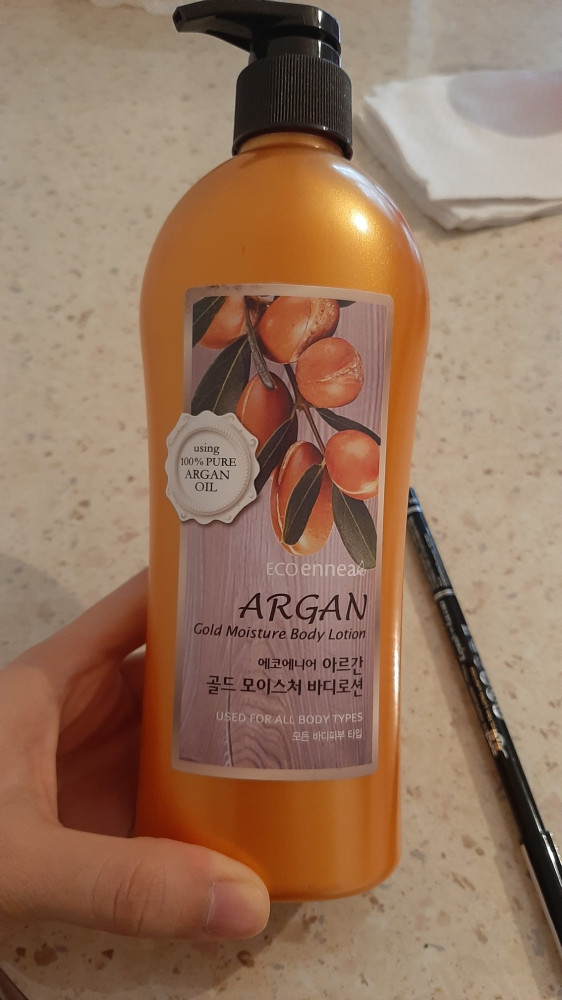 using
100% PURE
ARGAN
OIL
ECO ennea
ARGAN
Gold Moisture Body Lotion
에코에니어 아르간
골드 모이스처 바디로션
USED FOR ALL BODY TYPES
모든 바디피부 타입